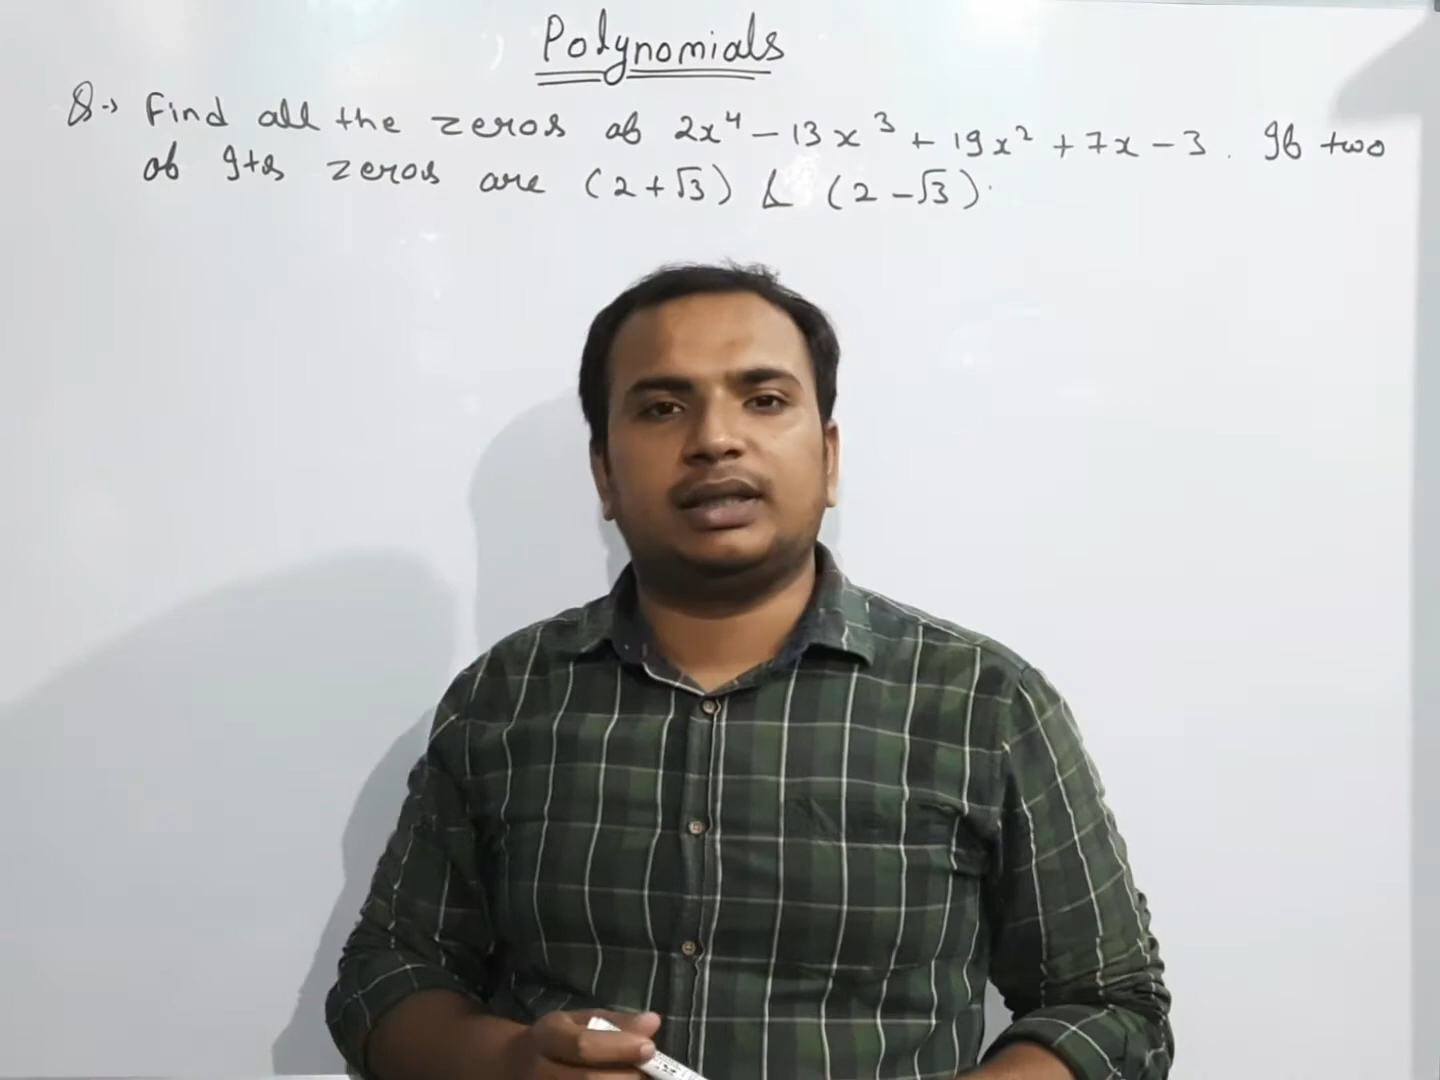 Polynomials
Q→ Find all the zeros of 2x⁴ - 13x³ + 19x² + 7x - 3. If two
of Its zeros are (2+√3) & (2-√3).